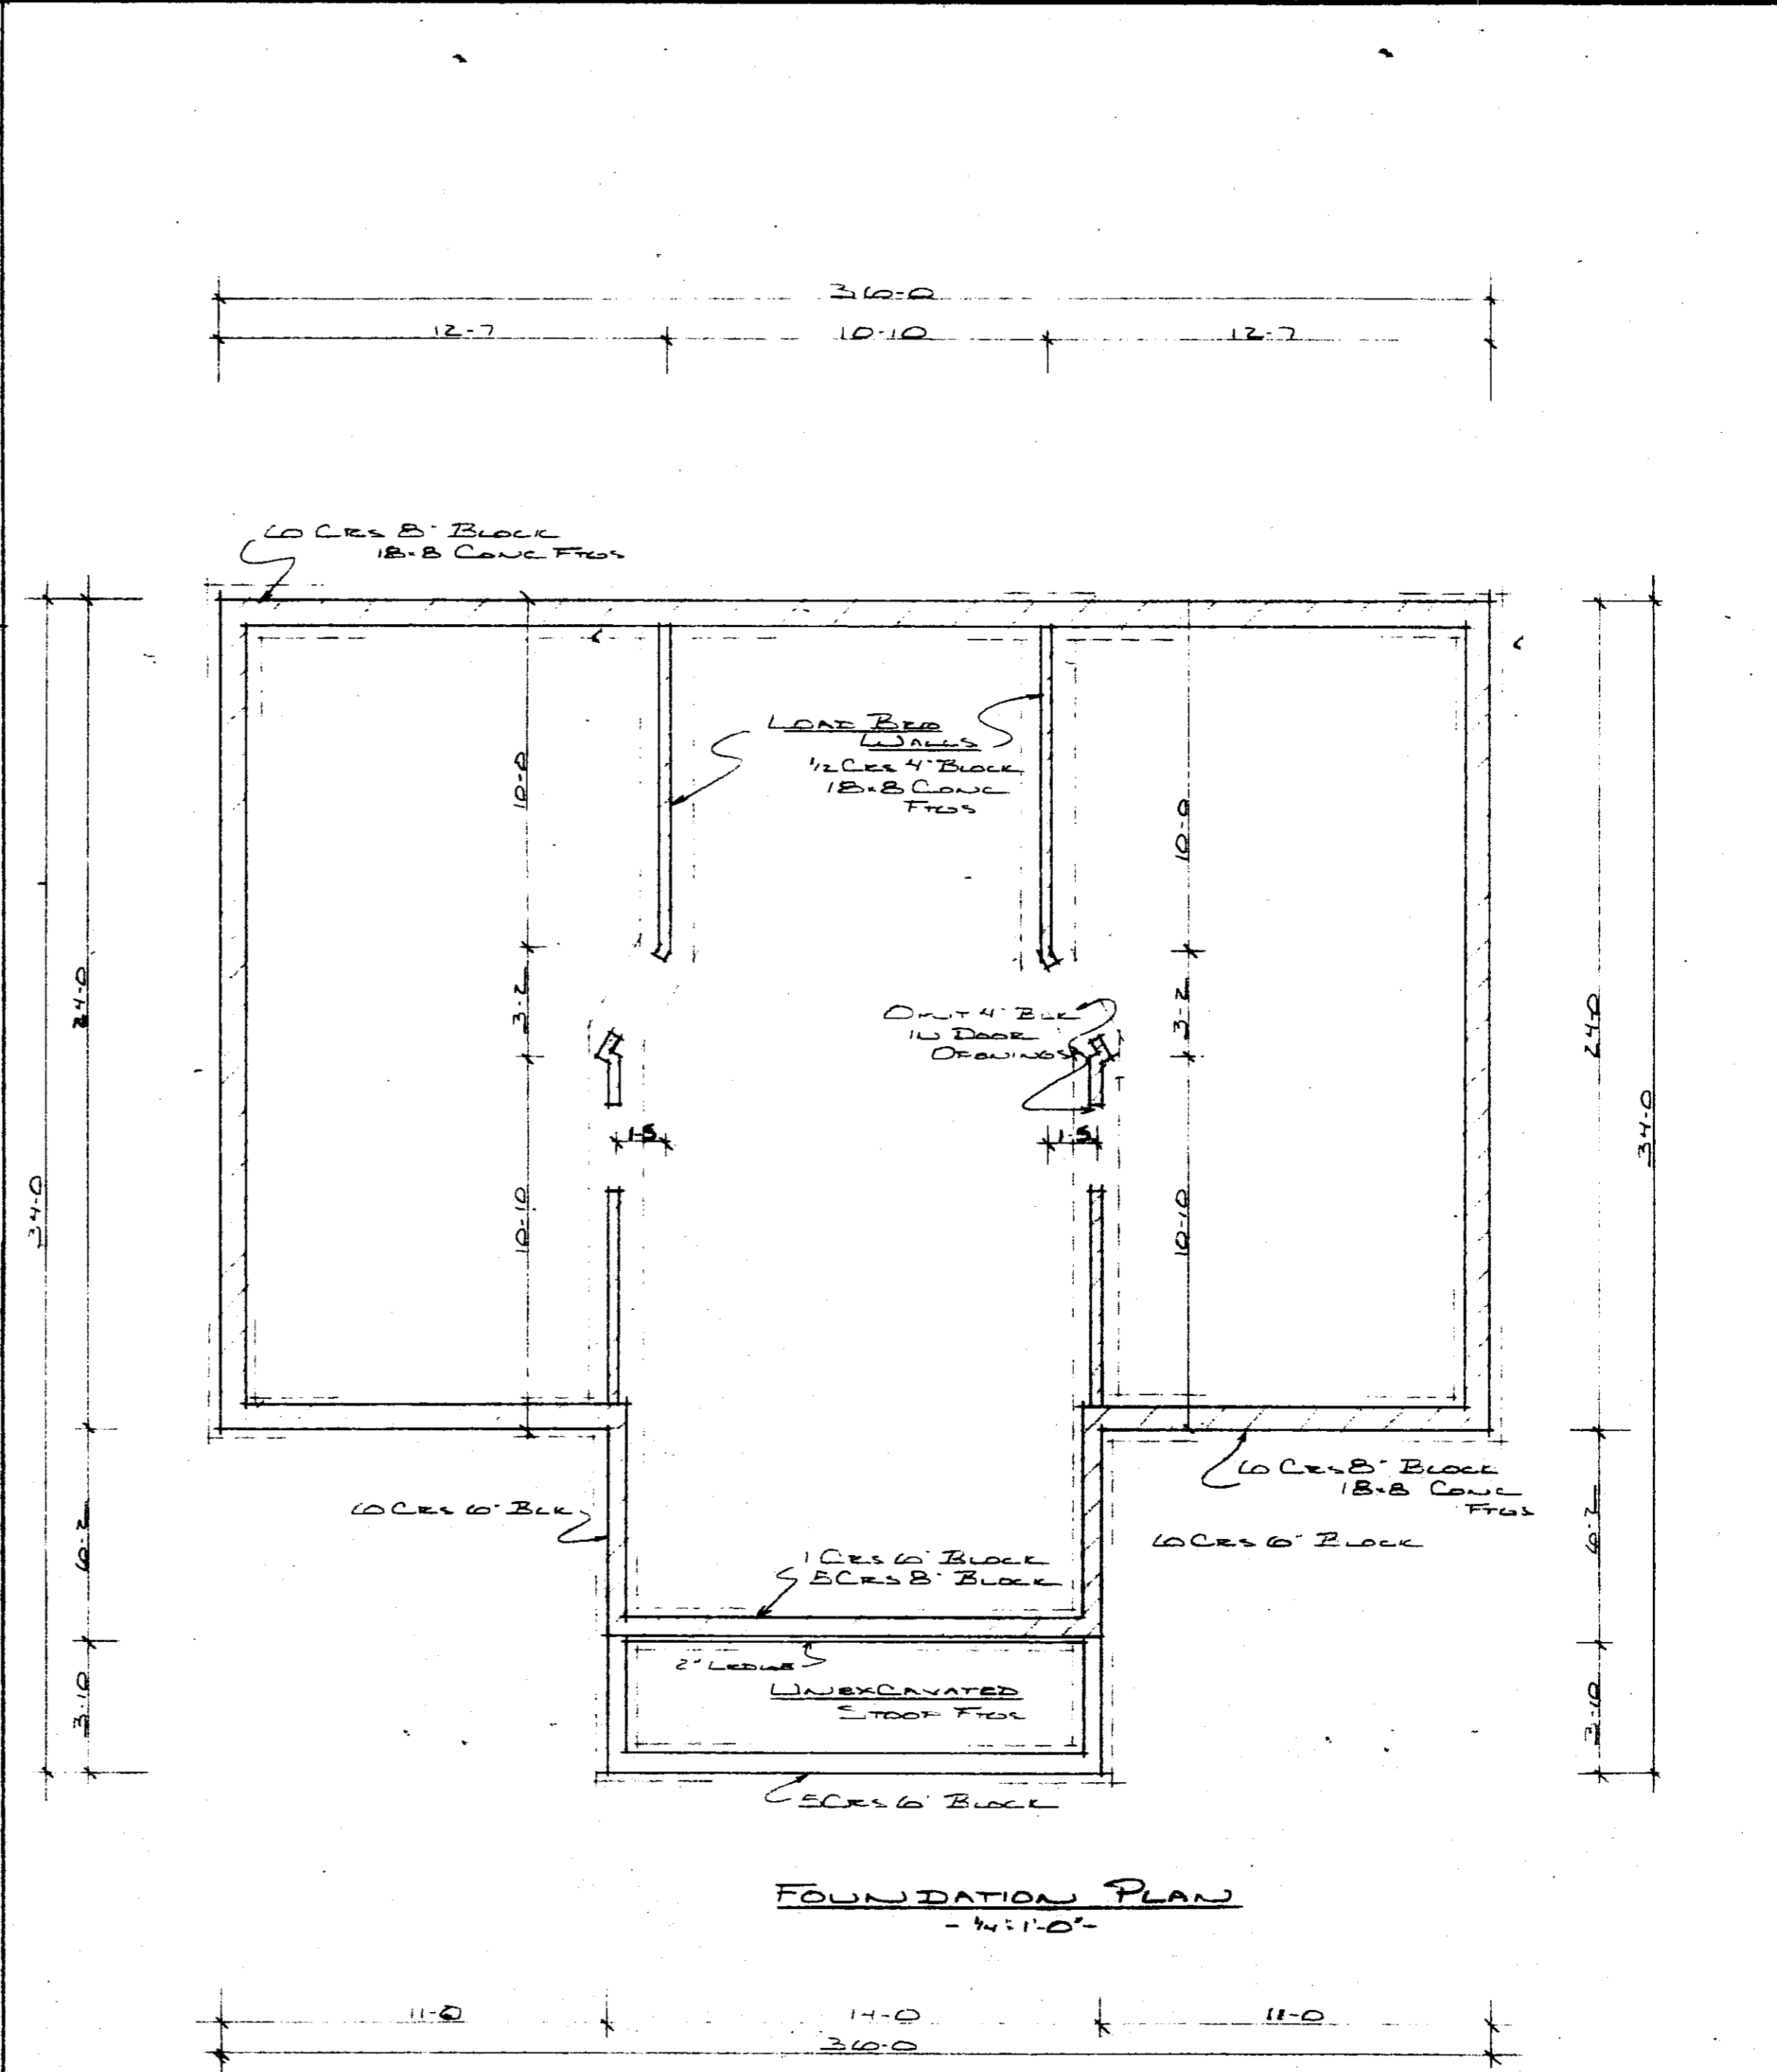 36-0
12-7
10-10
12-7
6 CRS 8" BLOCK
18x8 CONC FTGS
LOAD BRG
WALLS
1/2 CRS 4" BLOCK
18x8 CONC
FTGS
10-0
10-0
3-2
3-2
OMIT 4" BLK
IN DOOR
OPENINGS
24-0
24-0
34-0
34-0
1-5
1-5
10-10
10-10
6 CRS 8" BLOCK
18x8 CONC
FTGS
6 CRS 6" BLK
6 CRS 6" BLOCK
1 CRS 6" BLOCK
5 CRS 8" BLOCK
6-2
6-2
2" LEDGE
UNEXCAVATED
STOOP FTGS
3-10
3-10
5 CRS 6" BLOCK
FOUNDATION PLAN
- 1/4"=1'-0"-
11-0
14-0
11-0
36-0